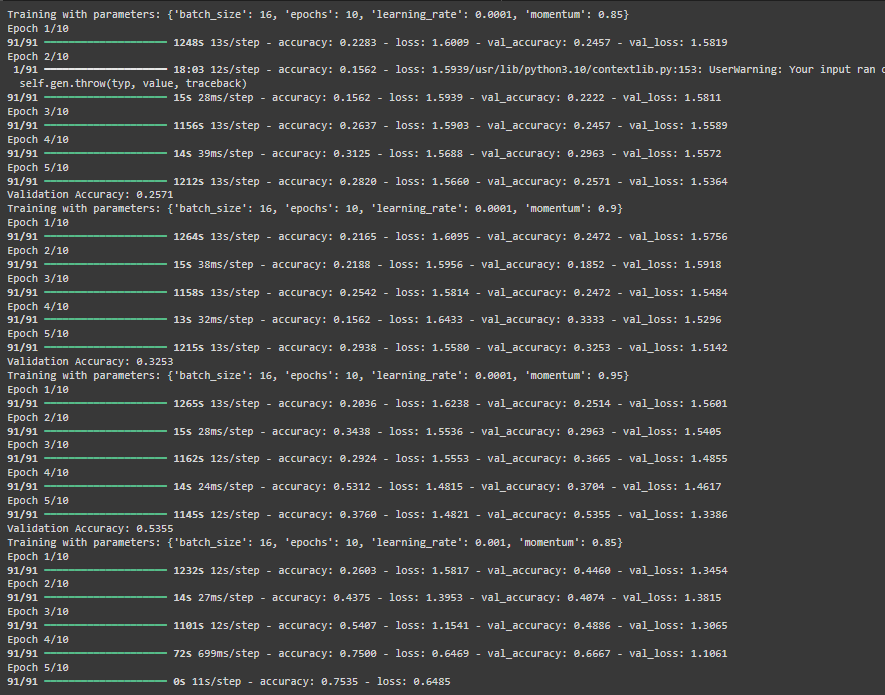 Training with parameters: {'batch_size': 16, 'epochs': 10, 'learning_rate': 0.0001, 'momentum': 0.85}
Epoch 1/10
91/91 ━━━━━━━━━━━━━━━━━━━━ 1248s 13s/step - accuracy: 0.2283 - loss: 1.6009 - val_accuracy: 0.2457 - val_loss: 1.5819
Epoch 2/10
1/91 ━━━━━━━━━━━━━━━━━━━━ 18:03 12s/step - accuracy: 0.1562 - loss: 1.5939/usr/lib/python3.10/contextlib.py:153: UserWarning: Your input ran
self.gen.throw(typ, value, traceback)
91/91 ━━━━━━━━━━━━━━━━━━━━ 15s 28ms/step - accuracy: 0.1562 - loss: 1.5939 - val_accuracy: 0.2222 - val_loss: 1.5811
Epoch 3/10
91/91 ━━━━━━━━━━━━━━━━━━━━ 1156s 13s/step - accuracy: 0.2637 - loss: 1.5903 - val_accuracy: 0.2457 - val_loss: 1.5589
Epoch 4/10
91/91 ━━━━━━━━━━━━━━━━━━━━ 14s 39ms/step - accuracy: 0.3125 - loss: 1.5688 - val_accuracy: 0.2963 - val_loss: 1.5572
Epoch 5/10
91/91 ━━━━━━━━━━━━━━━━━━━━ 1212s 13s/step - accuracy: 0.2820 - loss: 1.5660 - val_accuracy: 0.2571 - val_loss: 1.5364
Validation Accuracy: 0.2571
Training with parameters: {'batch_size': 16, 'epochs': 10, 'learning_rate': 0.0001, 'momentum': 0.9}
Epoch 1/10
91/91 ━━━━━━━━━━━━━━━━━━━━ 1264s 13s/step - accuracy: 0.2165 - loss: 1.6095 - val_accuracy: 0.2472 - val_loss: 1.5756
Epoch 2/10
91/91 ━━━━━━━━━━━━━━━━━━━━ 15s 38ms/step - accuracy: 0.2188 - loss: 1.5956 - val_accuracy: 0.1852 - val_loss: 1.5918
Epoch 3/10
91/91 ━━━━━━━━━━━━━━━━━━━━ 1158s 13s/step - accuracy: 0.2542 - loss: 1.5814 - val_accuracy: 0.2472 - val_loss: 1.5484
Epoch 4/10
91/91 ━━━━━━━━━━━━━━━━━━━━ 13s 32ms/step - accuracy: 0.1562 - loss: 1.6433 - val_accuracy: 0.3333 - val_loss: 1.5296
Epoch 5/10
91/91 ━━━━━━━━━━━━━━━━━━━━ 1215s 13s/step - accuracy: 0.2938 - loss: 1.5580 - val_accuracy: 0.3253 - val_loss: 1.5142
Validation Accuracy: 0.3253
Training with parameters: {'batch_size': 16, 'epochs': 10, 'learning_rate': 0.0001, 'momentum': 0.95}
Epoch 1/10
91/91 ━━━━━━━━━━━━━━━━━━━━ 1265s 13s/step - accuracy: 0.2036 - loss: 1.6238 - val_accuracy: 0.2514 - val_loss: 1.5601
Epoch 2/10
91/91 ━━━━━━━━━━━━━━━━━━━━ 15s 28ms/step - accuracy: 0.3438 - loss: 1.5536 - val_accuracy: 0.2963 - val_loss: 1.5405
Epoch 3/10
91/91 ━━━━━━━━━━━━━━━━━━━━ 1162s 12s/step - accuracy: 0.2924 - loss: 1.5553 - val_accuracy: 0.3665 - val_loss: 1.4855
Epoch 4/10
91/91 ━━━━━━━━━━━━━━━━━━━━ 14s 24ms/step - accuracy: 0.5312 - loss: 1.4815 - val_accuracy: 0.3704 - val_loss: 1.4617
Epoch 5/10
91/91 ━━━━━━━━━━━━━━━━━━━━ 1145s 12s/step - accuracy: 0.3760 - loss: 1.4821 - val_accuracy: 0.5355 - val_loss: 1.3386
Validation Accuracy: 0.5355
Training with parameters: {'batch_size': 16, 'epochs': 10, 'learning_rate': 0.001, 'momentum': 0.85}
Epoch 1/10
91/91 ━━━━━━━━━━━━━━━━━━━━ 1232s 12s/step - accuracy: 0.2603 - loss: 1.5817 - val_accuracy: 0.4460 - val_loss: 1.3454
Epoch 2/10
91/91 ━━━━━━━━━━━━━━━━━━━━ 14s 27ms/step - accuracy: 0.4375 - loss: 1.3953 - val_accuracy: 0.4074 - val_loss: 1.3815
Epoch 3/10
91/91 ━━━━━━━━━━━━━━━━━━━━ 1101s 12s/step - accuracy: 0.5407 - loss: 1.1541 - val_accuracy: 0.4886 - val_loss: 1.3065
Epoch 4/10
91/91 ━━━━━━━━━━━━━━━━━━━━ 72s 699ms/step - accuracy: 0.7500 - loss: 0.6469 - val_accuracy: 0.6667 - val_loss: 1.1061
Epoch 5/10
91/91 ━━━━━━━━━━━━━━━━━━━━ 0s 11s/step - accuracy: 0.7535 - loss: 0.6485